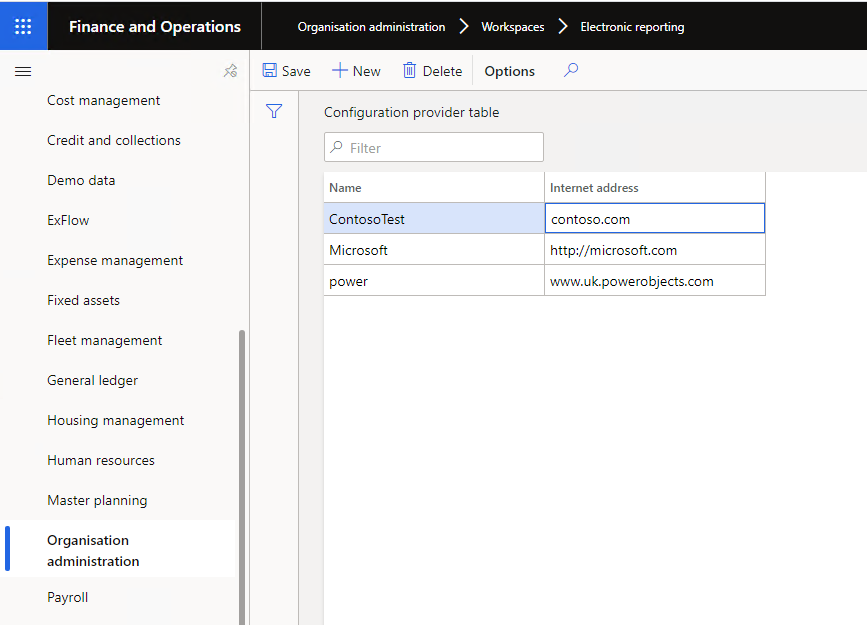 Finance and Operations
Organisation administration
Workspaces
Electronic reporting
Save
New
Delete
Options
Cost management
Credit and collections
Demo data
ExFlow
Expense management
Fixed assets
Fleet management
General ledger
Housing management
Human resources
Master planning
Organisation
administration
Payroll
Configuration provider table
Filter
Name Internet address
ContosoTest contoso.com
Microsoft http://microsoft.com
power www.uk.powerobjects.com